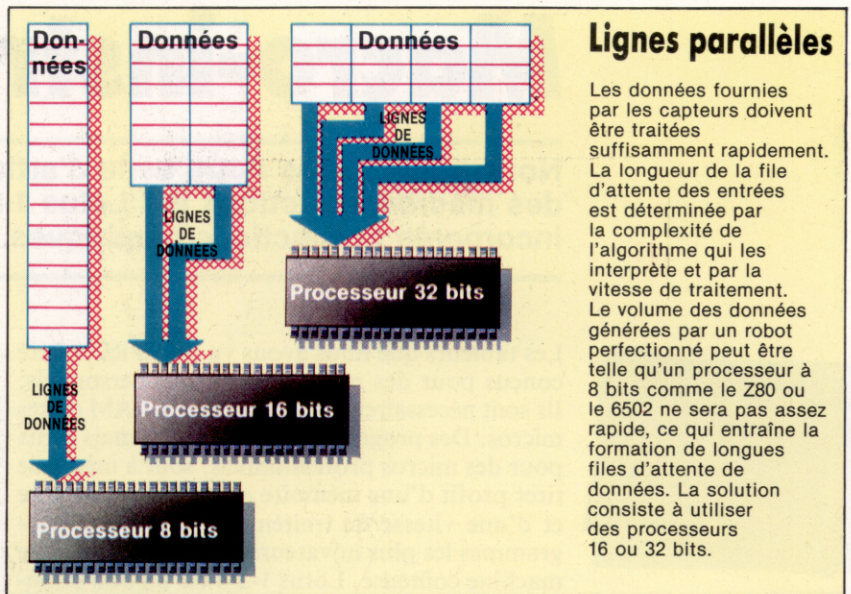 Don-
nées
Données
Données
LIGNES
DE
DONNÉES
LIGNES
DE
DONNÉES
LIGNES
DE
DONNÉES
Processeur 32 bits
Processeur 16 bits
Processeur 8 bits
Lignes parallèles
Les données fournies
par les capteurs doivent
être traitées
suffisamment rapidement.
La longueur de la file
d'attente des entrées
est déterminée par
la complexité de
l'algorithme qui les
interprète et par la
vitesse de traitement.
Le volume des données
générées par un robot
perfectionné peut être
telle qu'un processeur à
8 bits comme le Z80 ou
le 6502 ne sera pas assez
rapide, ce qui entraîne la
formation de longues
files d'attente de
données. La solution
consiste à utiliser
des processeurs
16 ou 32 bits.